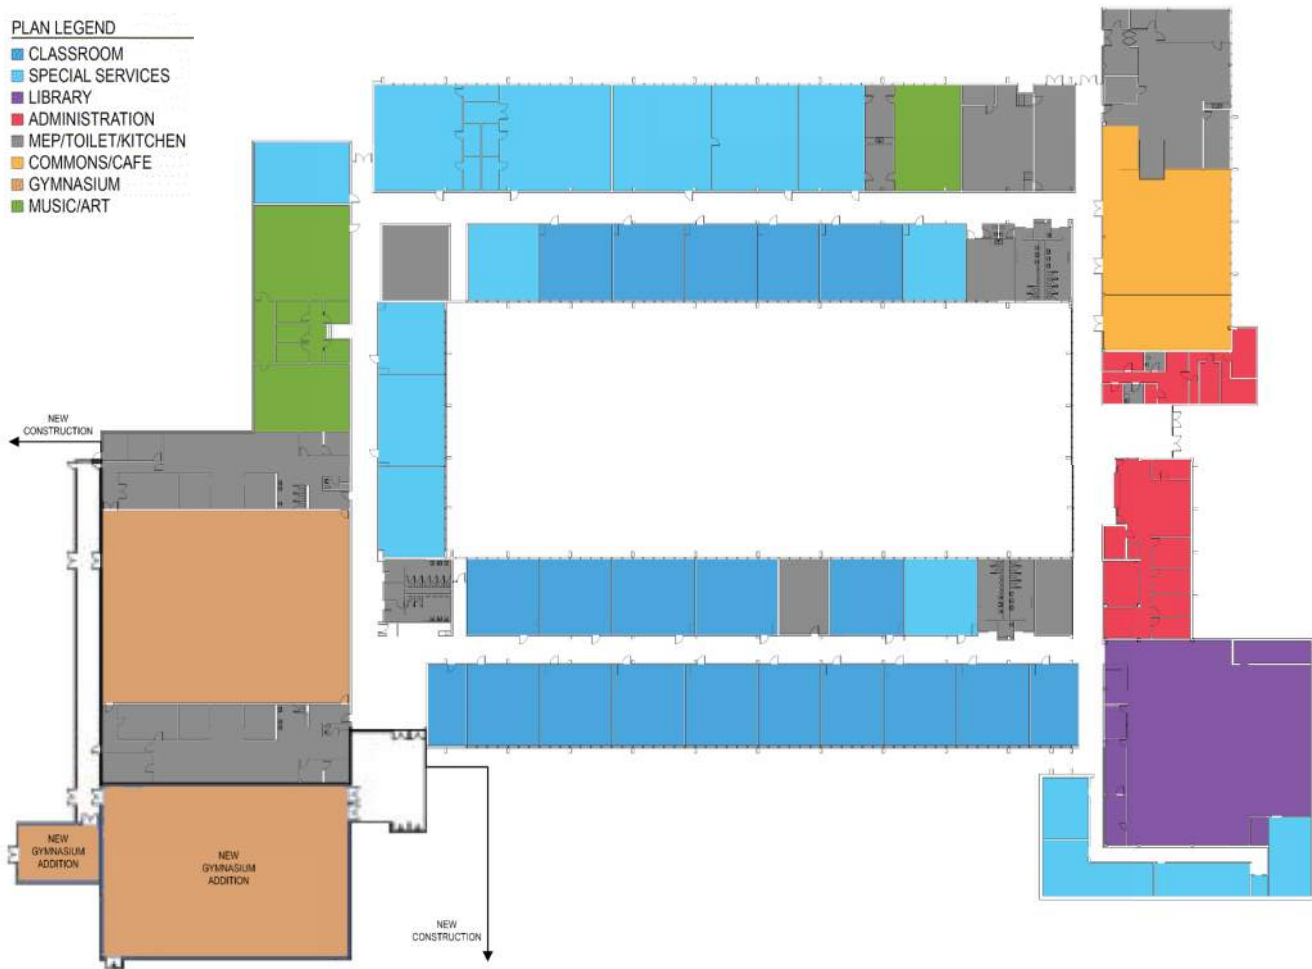 PLAN LEGEND
CLASSROOM
SPECIAL SERVICES
LIBRARY
ADMINISTRATION
MEP/TOILET/KITCHEN
COMMONS/CAFE
GYMNASIUM
MUSIC/ART
NEW
CONSTRUCTION
NEW
GYMNASIUM
ADDITION
NEW
GYMNASIUM
ADDITION
NEW
CONSTRUCTION